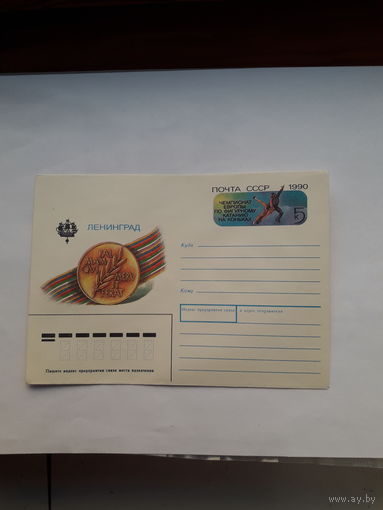 ПОЧТА СССР 1990
ЧЕМПИОНАТ
ЕВРОПЫ
ПО ФИГУРНОМУ
КАТАНИЮ
НА КОНЬКАХ
5
К
ЛЕНИНГРАД
Куда
Кому
Индекс предприятия связи и адрес отправителя
Пишите индекс предприятия связи места назначения
www.ay.by